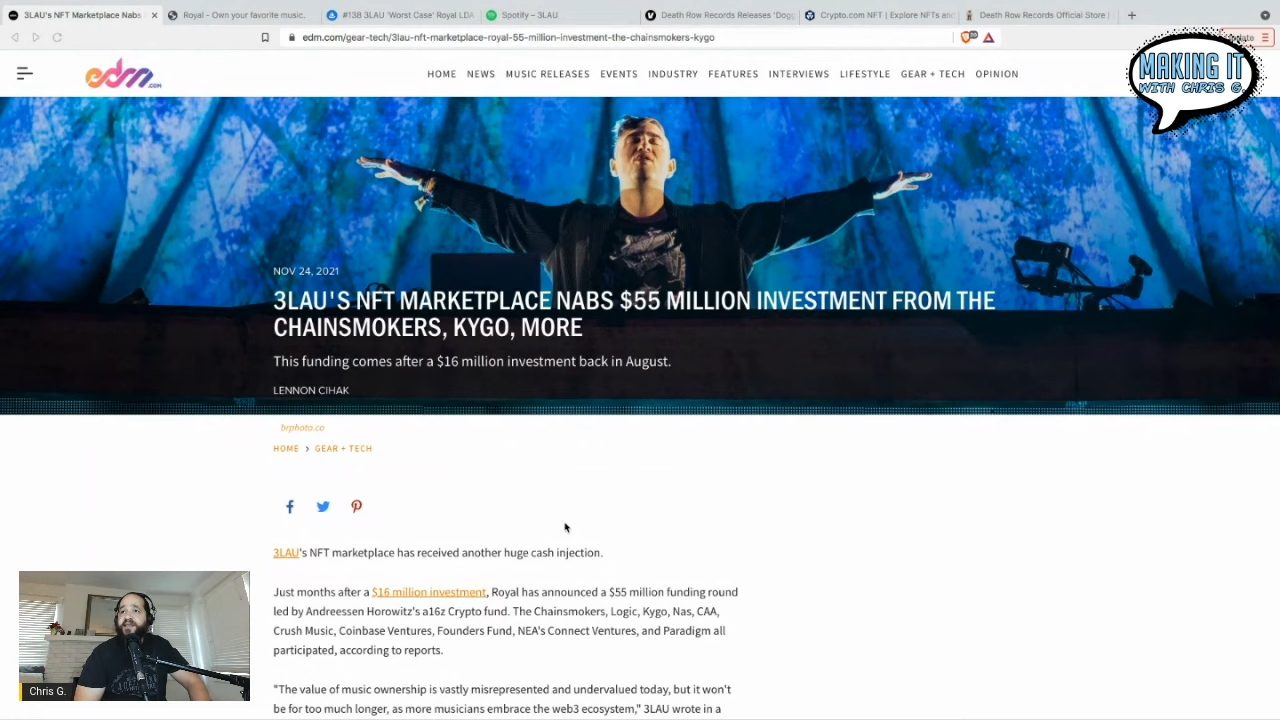 3LAU's NFT Marketplace Nabs
Royal - Own your favorite music.
#138 3LAU 'Worst Case' Royal LDA
Spotify – 3LAU
Death Row Records Releases 'Dogg
Crypto.com NFT | Explore NFTs and
Death Row Records Official Store |
edm.com/gear-tech/3lau-nft-marketplace-royal-55-million-investment-the-chainsmokers-kygo
edm
.com
HOME NEWS MUSIC RELEASES EVENTS INDUSTRY FEATURES INTERVIEWS LIFESTYLE GEAR + TECH OPINION
MAKING IT
WITH CHRIS G.
NOV 24, 2021
3LAU'S NFT MARKETPLACE NABS $55 MILLION INVESTMENT FROM THE
CHAINSMOKERS, KYGO, MORE
This funding comes after a $16 million investment back in August.
LENNON CIHAK
brphoto.co
HOME > GEAR + TECH
3LAU's NFT marketplace has received another huge cash injection.
Just months after a $16 million investment, Royal has announced a $55 million funding round
led by Andreessen Horowitz's a16z Crypto fund. The Chainsmokers, Logic, Kygo, Nas, CAA,
Crush Music, Coinbase Ventures, Founders Fund, NEA's Connect Ventures, and Paradigm all
participated, according to reports.
"The value of music ownership is vastly misrepresented and undervalued today, but it won't
be for too much longer, as more musicians embrace the web3 ecosystem," 3LAU wrote in a
Chris G.